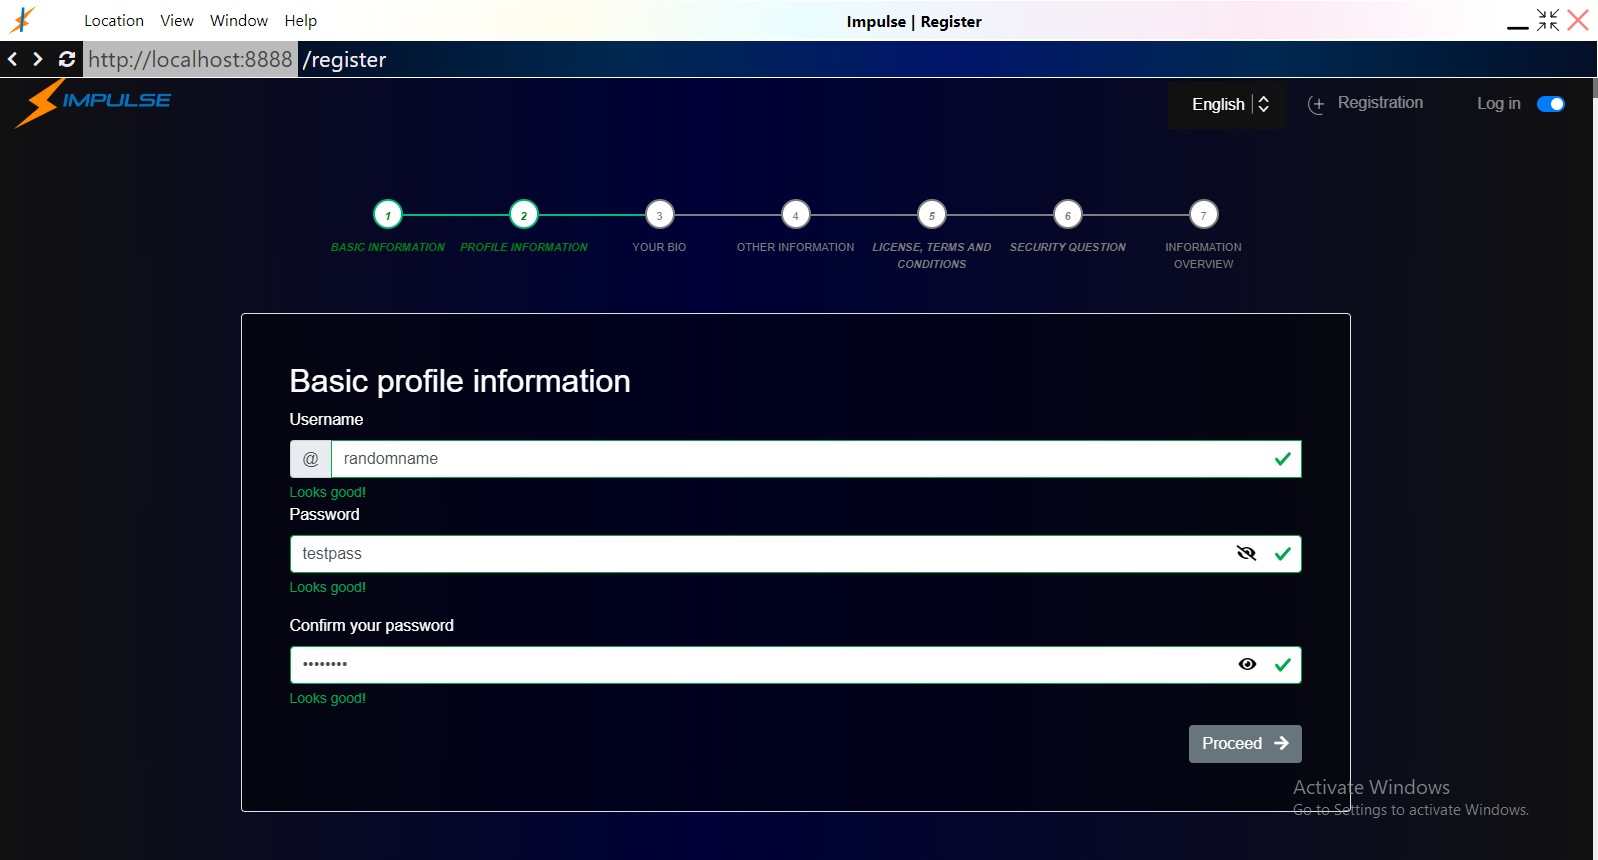 Location View Window Help Impulse | Register
http://localhost:8888 /register
IMPULSE English Registration Log in
1 2 3 4 5 6 7
BASIC INFORMATION PROFILE INFORMATION YOUR BIO OTHER INFORMATION LICENSE, TERMS AND CONDITIONS SECURITY QUESTION INFORMATION OVERVIEW
Basic profile information
Username
@ randomname
Looks good!
Password
testpass
Looks good!
Confirm your password
••••••••
Looks good!
Proceed
Activate Windows
Go to Settings to activate Windows.